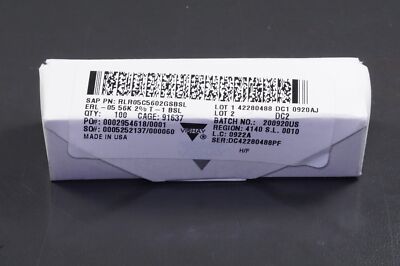 SAP PN: RLR05C5602GSBSL
ERL-05 56K 2% T-1 BSL
QTY: 100 CAGE: 91637
PO#: 0002954618/0001
SO#: 0005252137/000060
MADE IN USA
VISHAY
LOT 1 42280488 DC1 0920AJ
LOT 2 DC2
BATCH NO.: 200920US
REGION: 4140 S.L. 0010
L.C: 0922A
SER:DC42280488PF
H/F